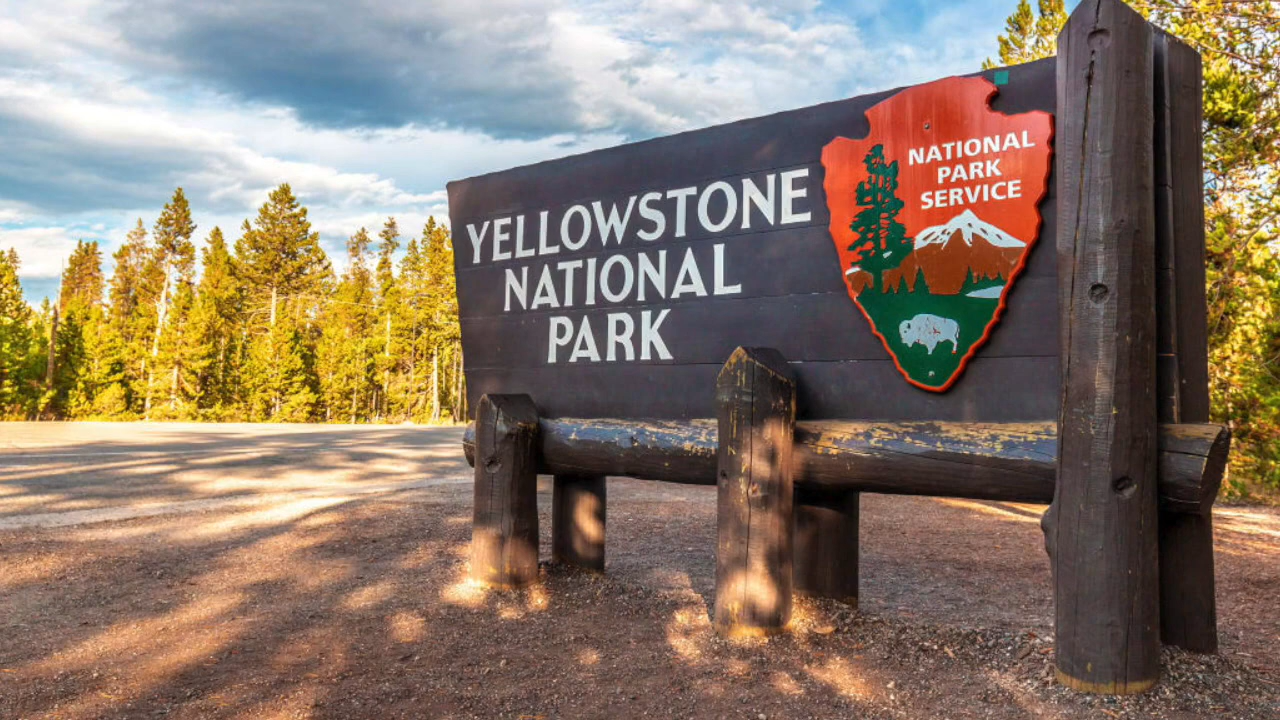 YELLOWSTONE
NATIONAL
PARK
NATIONAL
PARK
SERVICE